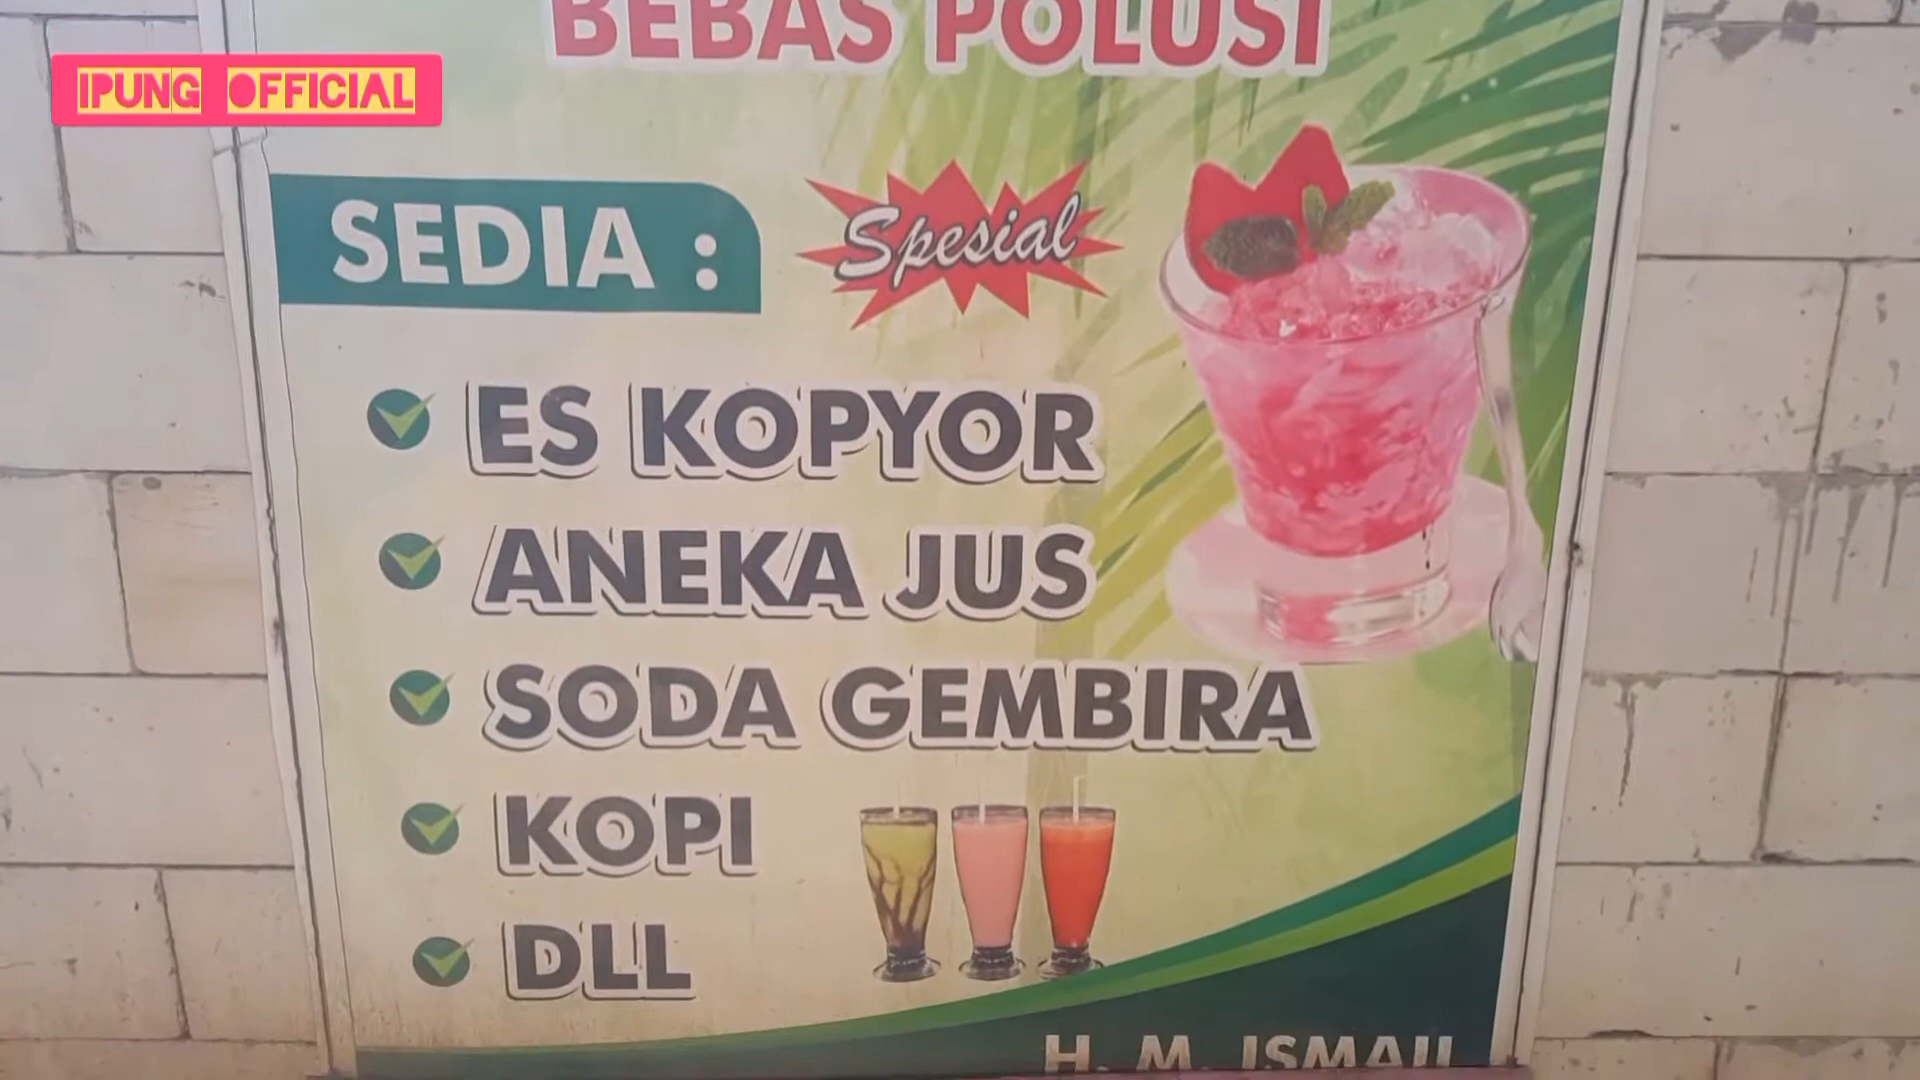 BEBAS POLUSI
IPUNG OFFICIAL
SEDIA :
Spesial
ES KOPYOR
ANEKA JUS
SODA GEMBIRA
KOPI
DLL
H. M. ISMAIL